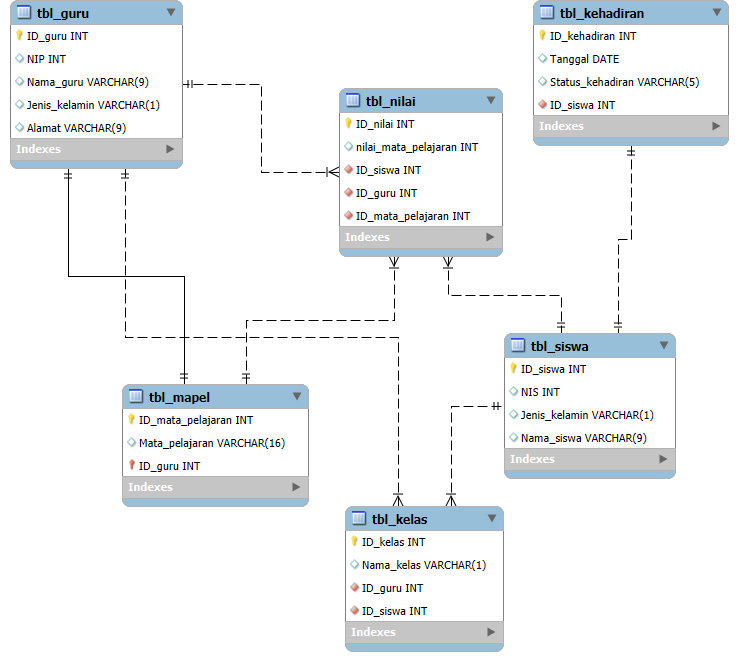 tbl_guru
ID_guru INT
NIP INT
Nama_guru VARCHAR(9)
Jenis_kelamin VARCHAR(1)
Alamat VARCHAR(9)
Indexes
tbl_kehadiran
ID_kehadiran INT
Tanggal DATE
Status_kehadiran VARCHAR(5)
ID_siswa INT
Indexes
tbl_nilai
ID_nilai INT
nilai_mata_pelajaran INT
ID_siswa INT
ID_guru INT
ID_mata_pelajaran INT
Indexes
tbl_siswa
ID_siswa INT
NIS INT
Jenis_kelamin VARCHAR(1)
Nama_siswa VARCHAR(9)
Indexes
tbl_mapel
ID_mata_pelajaran INT
Mata_pelajaran VARCHAR(16)
ID_guru INT
Indexes
tbl_kelas
ID_kelas INT
Nama_kelas VARCHAR(1)
ID_guru INT
ID_siswa INT
Indexes